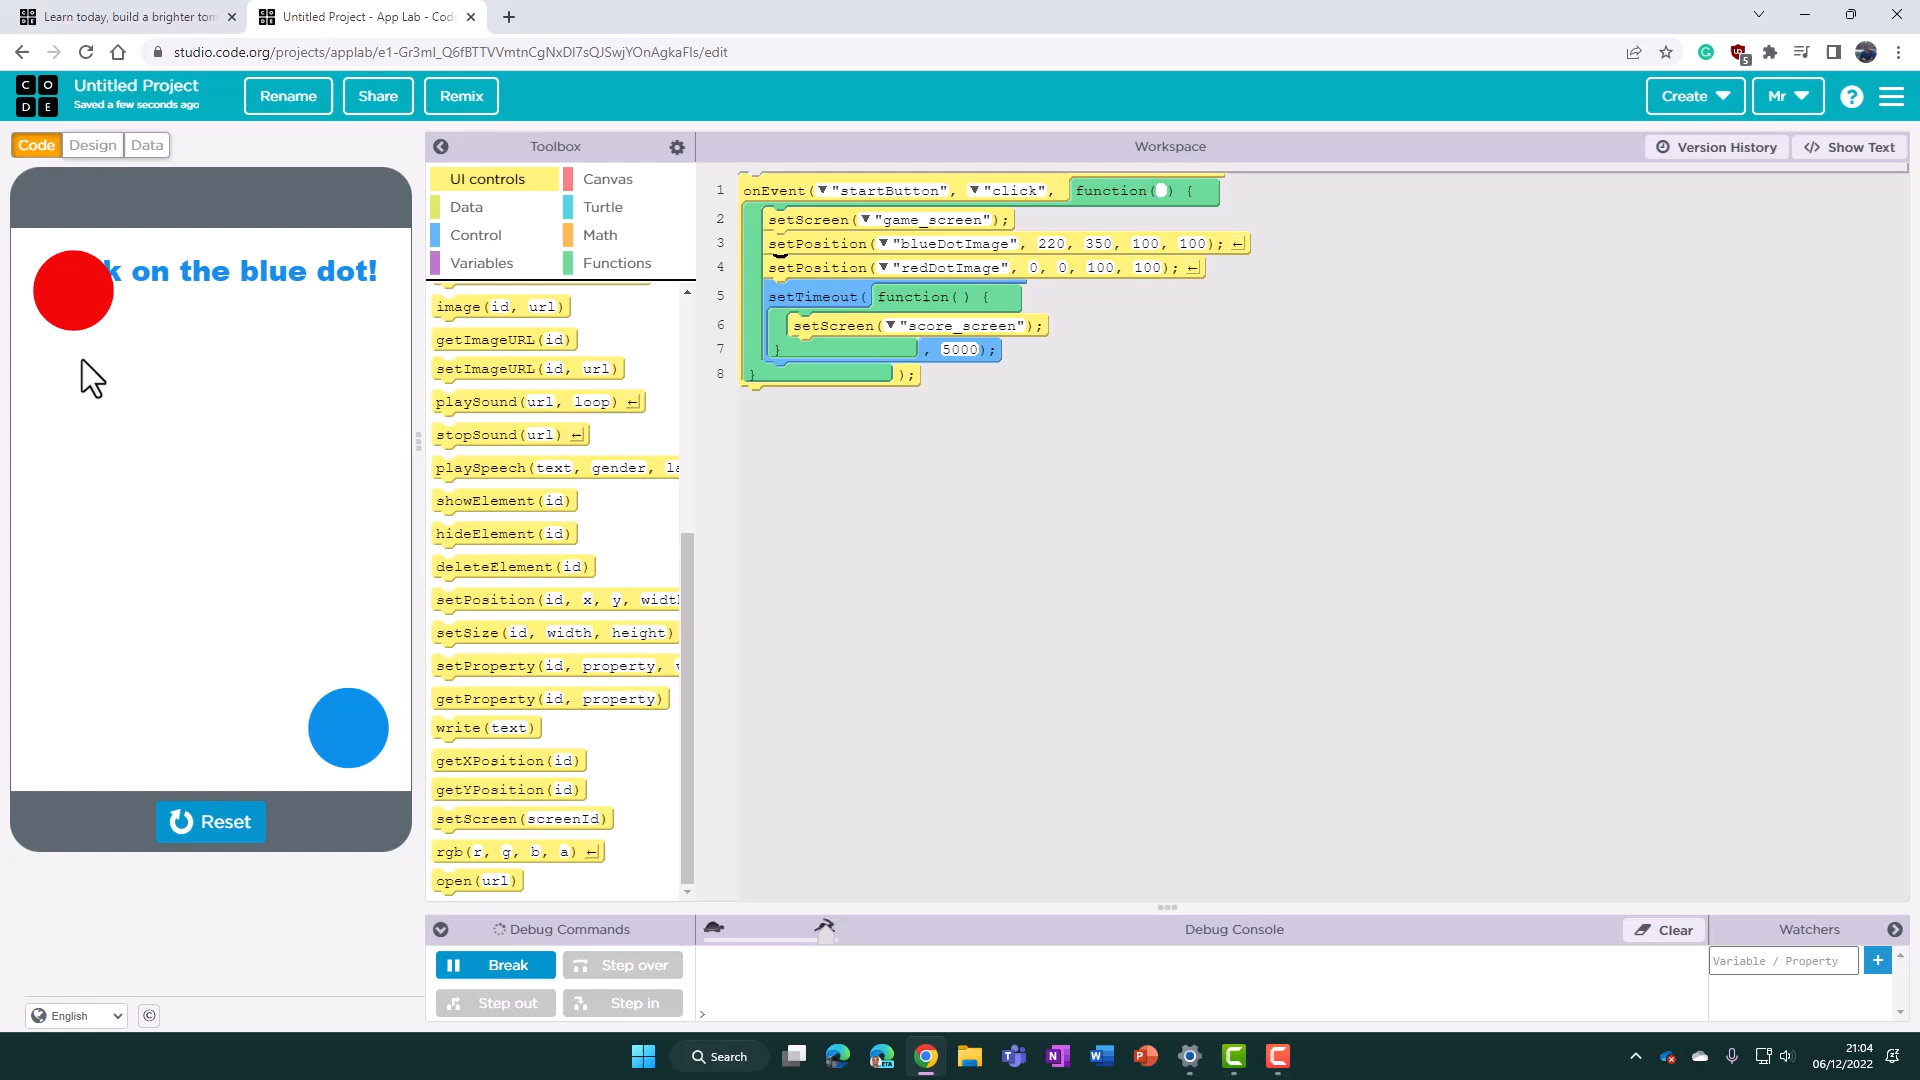 Learn today, build a brighter tom
Untitled Project - App Lab - Code
studio.code.org/projects/applab/e1-Gr3ml_Q6fBTTVVmtnCgNxDl7sQJSwjYOnAgkaFIs/edit
5
C O
D E
Untitled Project
Saved a few seconds ago
Rename
Share
Remix
Create
Mr
?
Code
Design
Data
Toolbox
Workspace
Version History
</> Show Text
UI controls
Canvas
Data
Turtle
Control
Math
Variables
Functions
k on the blue dot!
Reset
image(id, url)
getImageURL(id)
setImageURL(id, url)
playSound(url, loop)
stopSound(url)
playSpeech(text, gender, la
showElement(id)
hideElement(id)
deleteElement(id)
setPosition(id, x, y, widtl
setSize(id, width, height)
setProperty(id, property, v
getProperty(id, property)
write(text)
getXPosition(id)
getYPosition(id)
setScreen(screenId)
rgb(r, g, b, a)
open(url)
1 onEvent("startButton", "click", function( ) {
2 setScreen("game_screen");
3 setPosition("blueDotImage", 220, 350, 100, 100);
4 setPosition("redDotImage", 0, 0, 100, 100);
5 setTimeout(function() {
6 setScreen("score_screen");
7 } , 5000);
8 } );
Debug Commands
Debug Console
Clear
Watchers
Break
Step over
Step out
Step in
Variable / Property
+
>
English
©
Search
21:04
06/12/2022